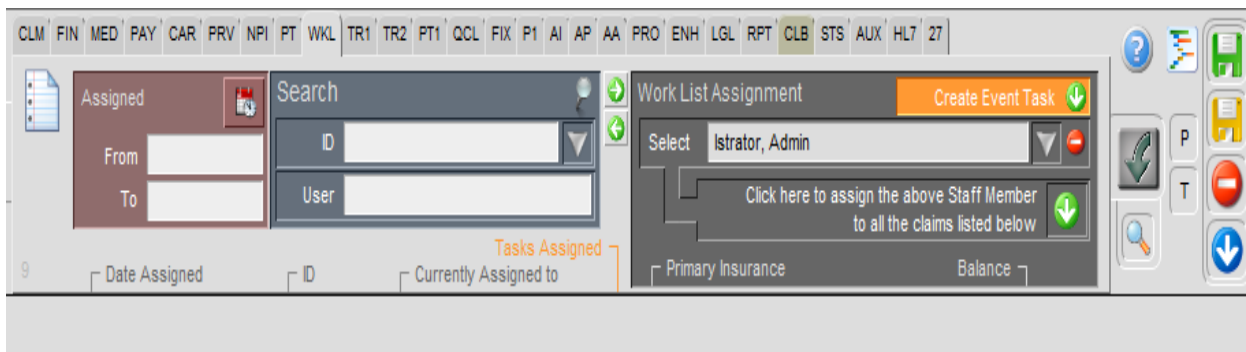 CLM FIN MED PAY CAR PRV NPI PT WKL TR1 TR2 PT1 QCL FIX P1 AI AP AA PRO ENH LGL RPT CLB STS AUX HL7 27
Assigned
From
To
Search
ID
User
Work List Assignment
Create Event Task
Select Istrator, Admin
Click here to assign the above Staff Member
to all the claims listed below
P
T
Tasks Assigned
9
Date Assigned
ID
Currently Assigned to
Primary Insurance
Balance